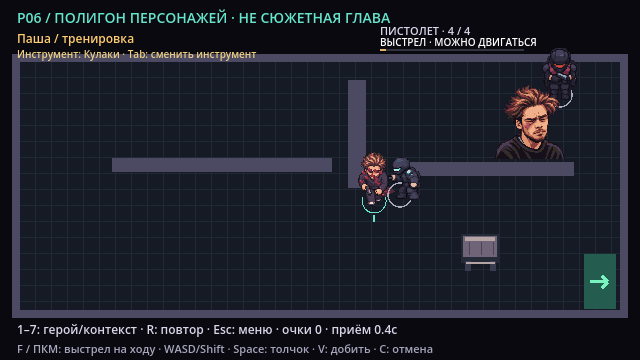 P06 / ПОЛИГОН ПЕРСОНАЖЕЙ · НЕ СЮЖЕТНАЯ ГЛАВА
Паша / тренировка
ПИСТОЛЕТ · 4 / 4
ВЫСТРЕЛ · МОЖНО ДВИГАТЬСЯ
Инструмент: Кулаки · Tab: сменить инструмент
1–7: герой/контекст · R: повтор · Esc: меню · очки 0 · приём 0.4с
F / ПКМ: выстрел на ходу · WASD/Shift · Space: толчок · V: добить · C: отмена